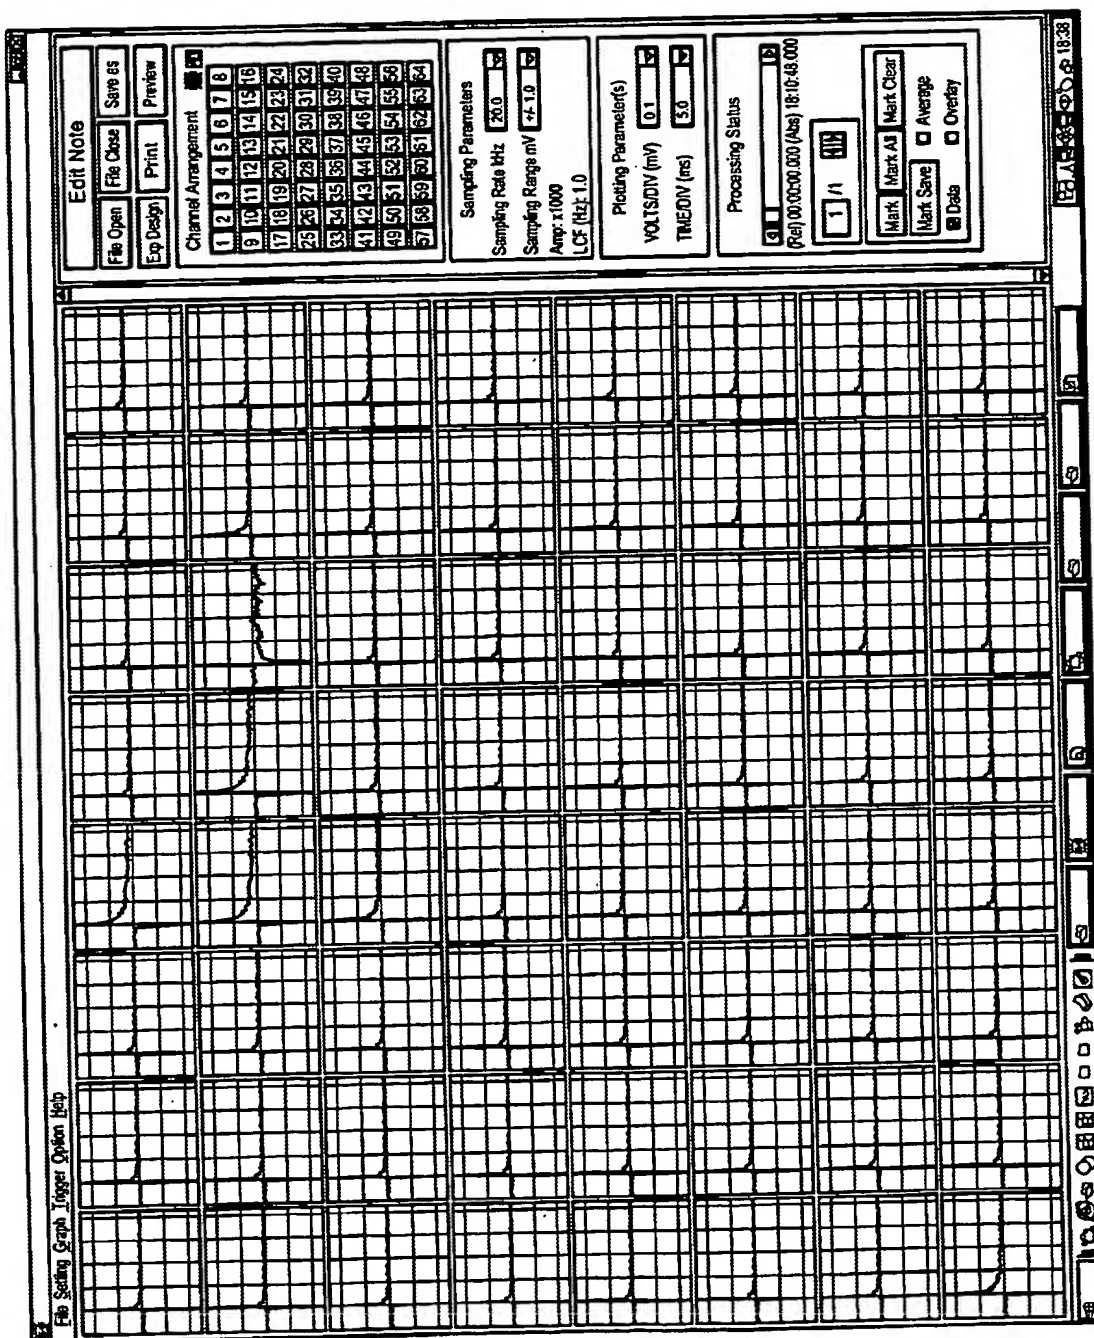 File Setting Graph Trigger Option Help
Edit Note
File Open File Close Save as
Exp Design Print Preview
Channel Arrangement
1 2 3 4 5 6 7 8
9 10 11 12 13 14 15 16
17 18 19 20 21 22 23 24
25 26 27 28 29 30 31 32
33 34 35 36 37 38 39 40
41 42 43 44 45 46 47 48
49 50 51 52 53 54 55 56
57 58 59 60 61 62 63 64
Sampling Parameters
Sampling Rate kHz 20.0
Sampling Range mV +/- 1.0
Amp: x1000
LCF (Hz): 1.0
Plotting Parameter(s)
VOLTS/DIV (mV) 0.1
TIME/DIV (ms) 5.0
Processing Status
(Rel) 00:00:00.000 (Abs) 18:10:48.000
1 /1
Mark Mark All Mark Clear
Mark Save Average
Data Overlay
18:38